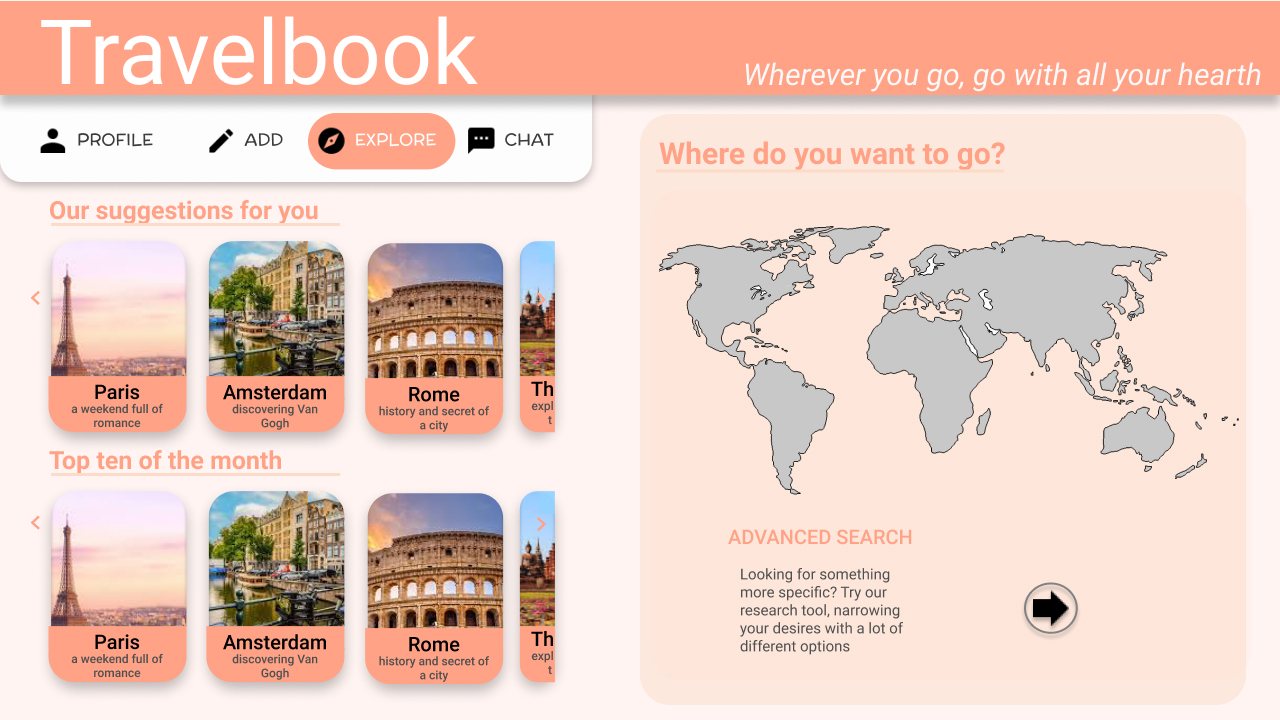 Travelbook
Wherever you go, go with all your hearth
PROFILE
ADD
EXPLORE
CHAT
Our suggestions for you
Paris
a weekend full of
romance
Amsterdam
discovering Van
Gogh
Rome
history and secret of
a city
Th
expl
t
Top ten of the month
Paris
a weekend full of
romance
Amsterdam
discovering Van
Gogh
Rome
history and secret of
a city
Th
expl
t
Where do you want to go?
ADVANCED SEARCH
Looking for something
more specific? Try our
research tool, narrowing
your desires with a lot of
different options